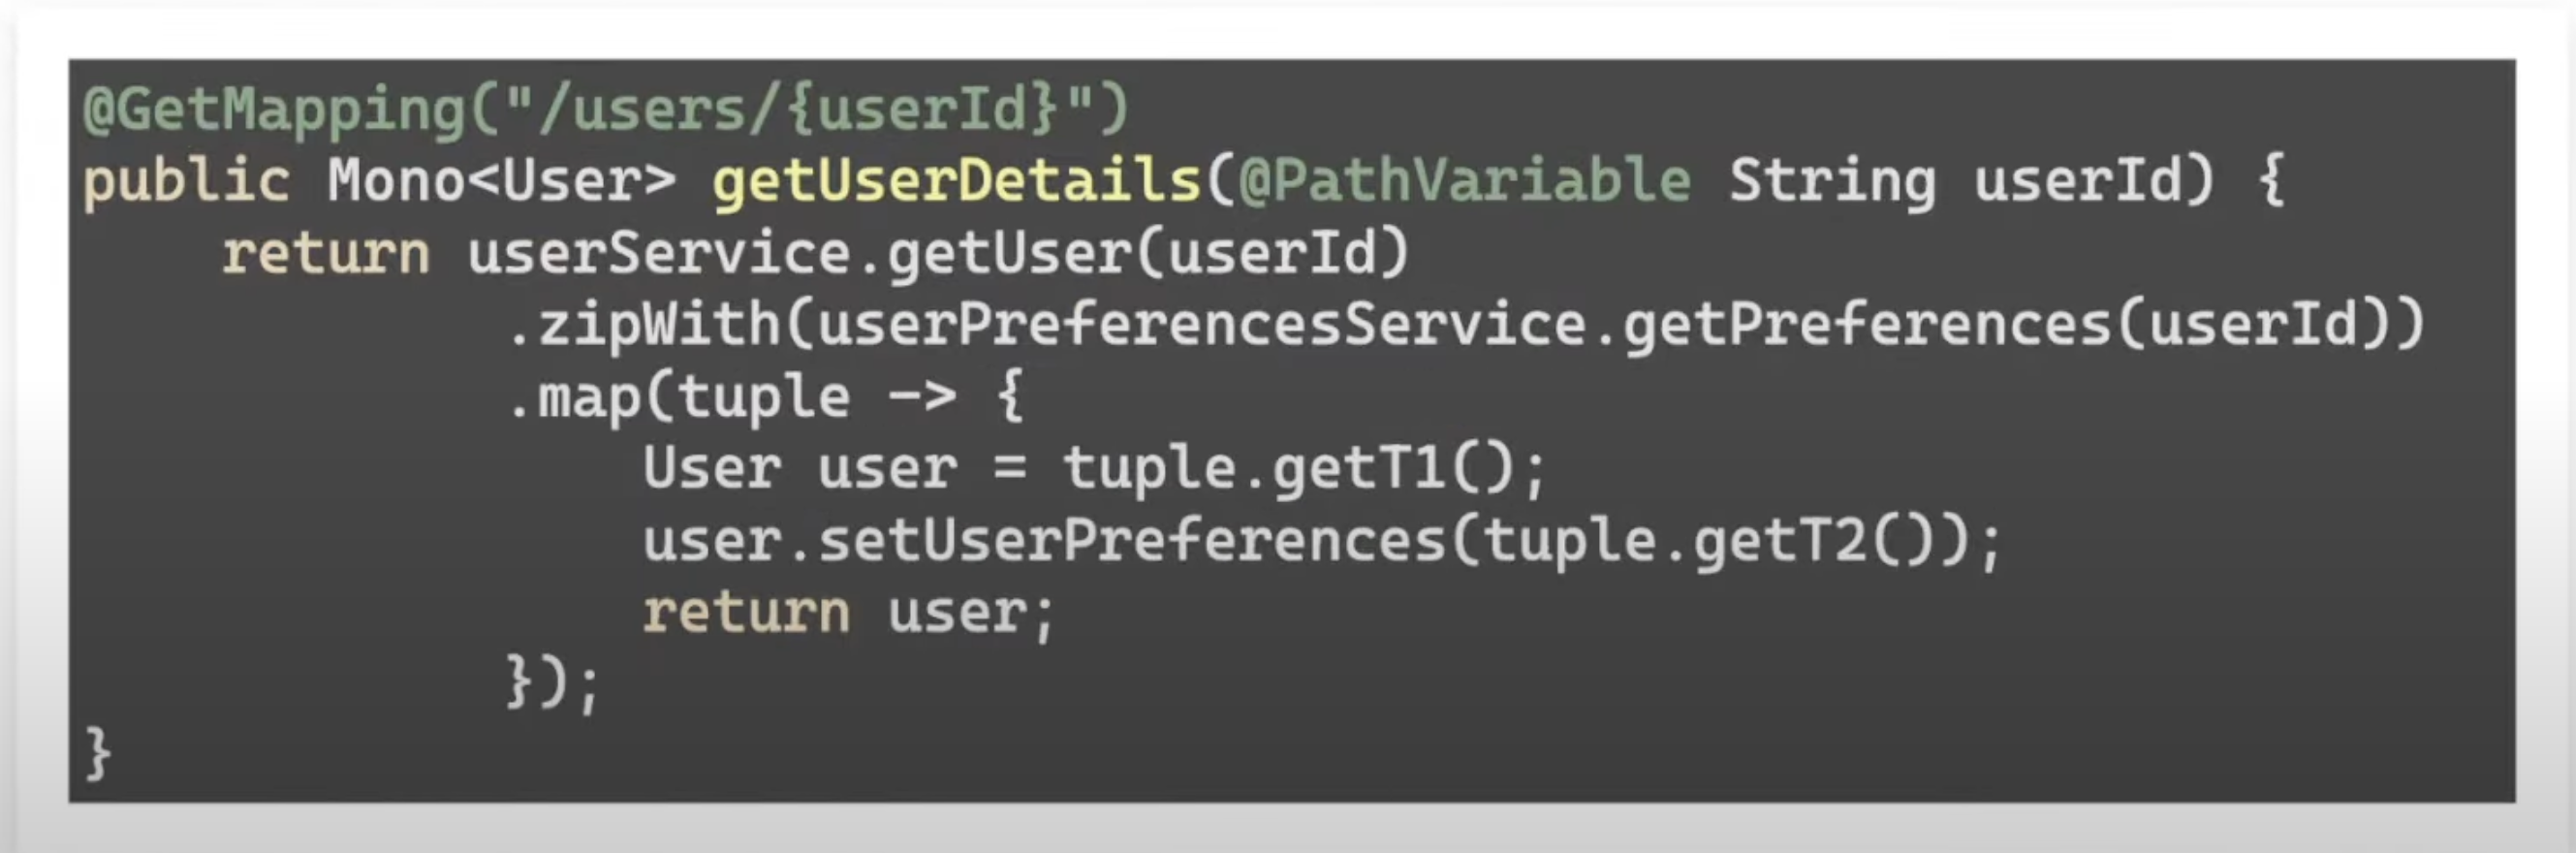 @GetMapping("/users/{userId}")
public Mono<User> getUserDetails(@PathVariable String userId) {
    return userService.getUser(userId)
            .zipWith(userPreferencesService.getPreferences(userId))
            .map(tuple -> {
                User user = tuple.getT1();
                user.setUserPreferences(tuple.getT2());
                return user;
            });
}